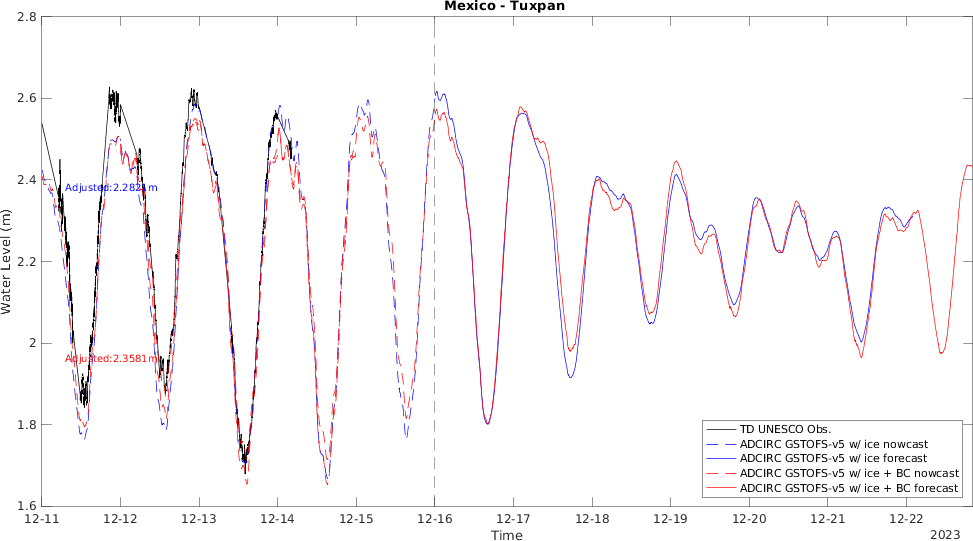 Mexico - Tuxpan
2.8
2.6
2.4
2.2
2
1.8
1.6
Water Level (m)
Adjusted:2.2821m
Adjusted:2.3581m
TD UNESCO Obs.
ADCIRC GSTOFS-v5 w/ ice nowcast
ADCIRC GSTOFS-v5 w/ ice forecast
ADCIRC GSTOFS-v5 w/ ice + BC nowcast
ADCIRC GSTOFS-v5 w/ ice + BC forecast
12-11 12-12 12-13 12-14 12-15 12-16 12-17 12-18 12-19 12-20 12-21 12-22
Time
2023